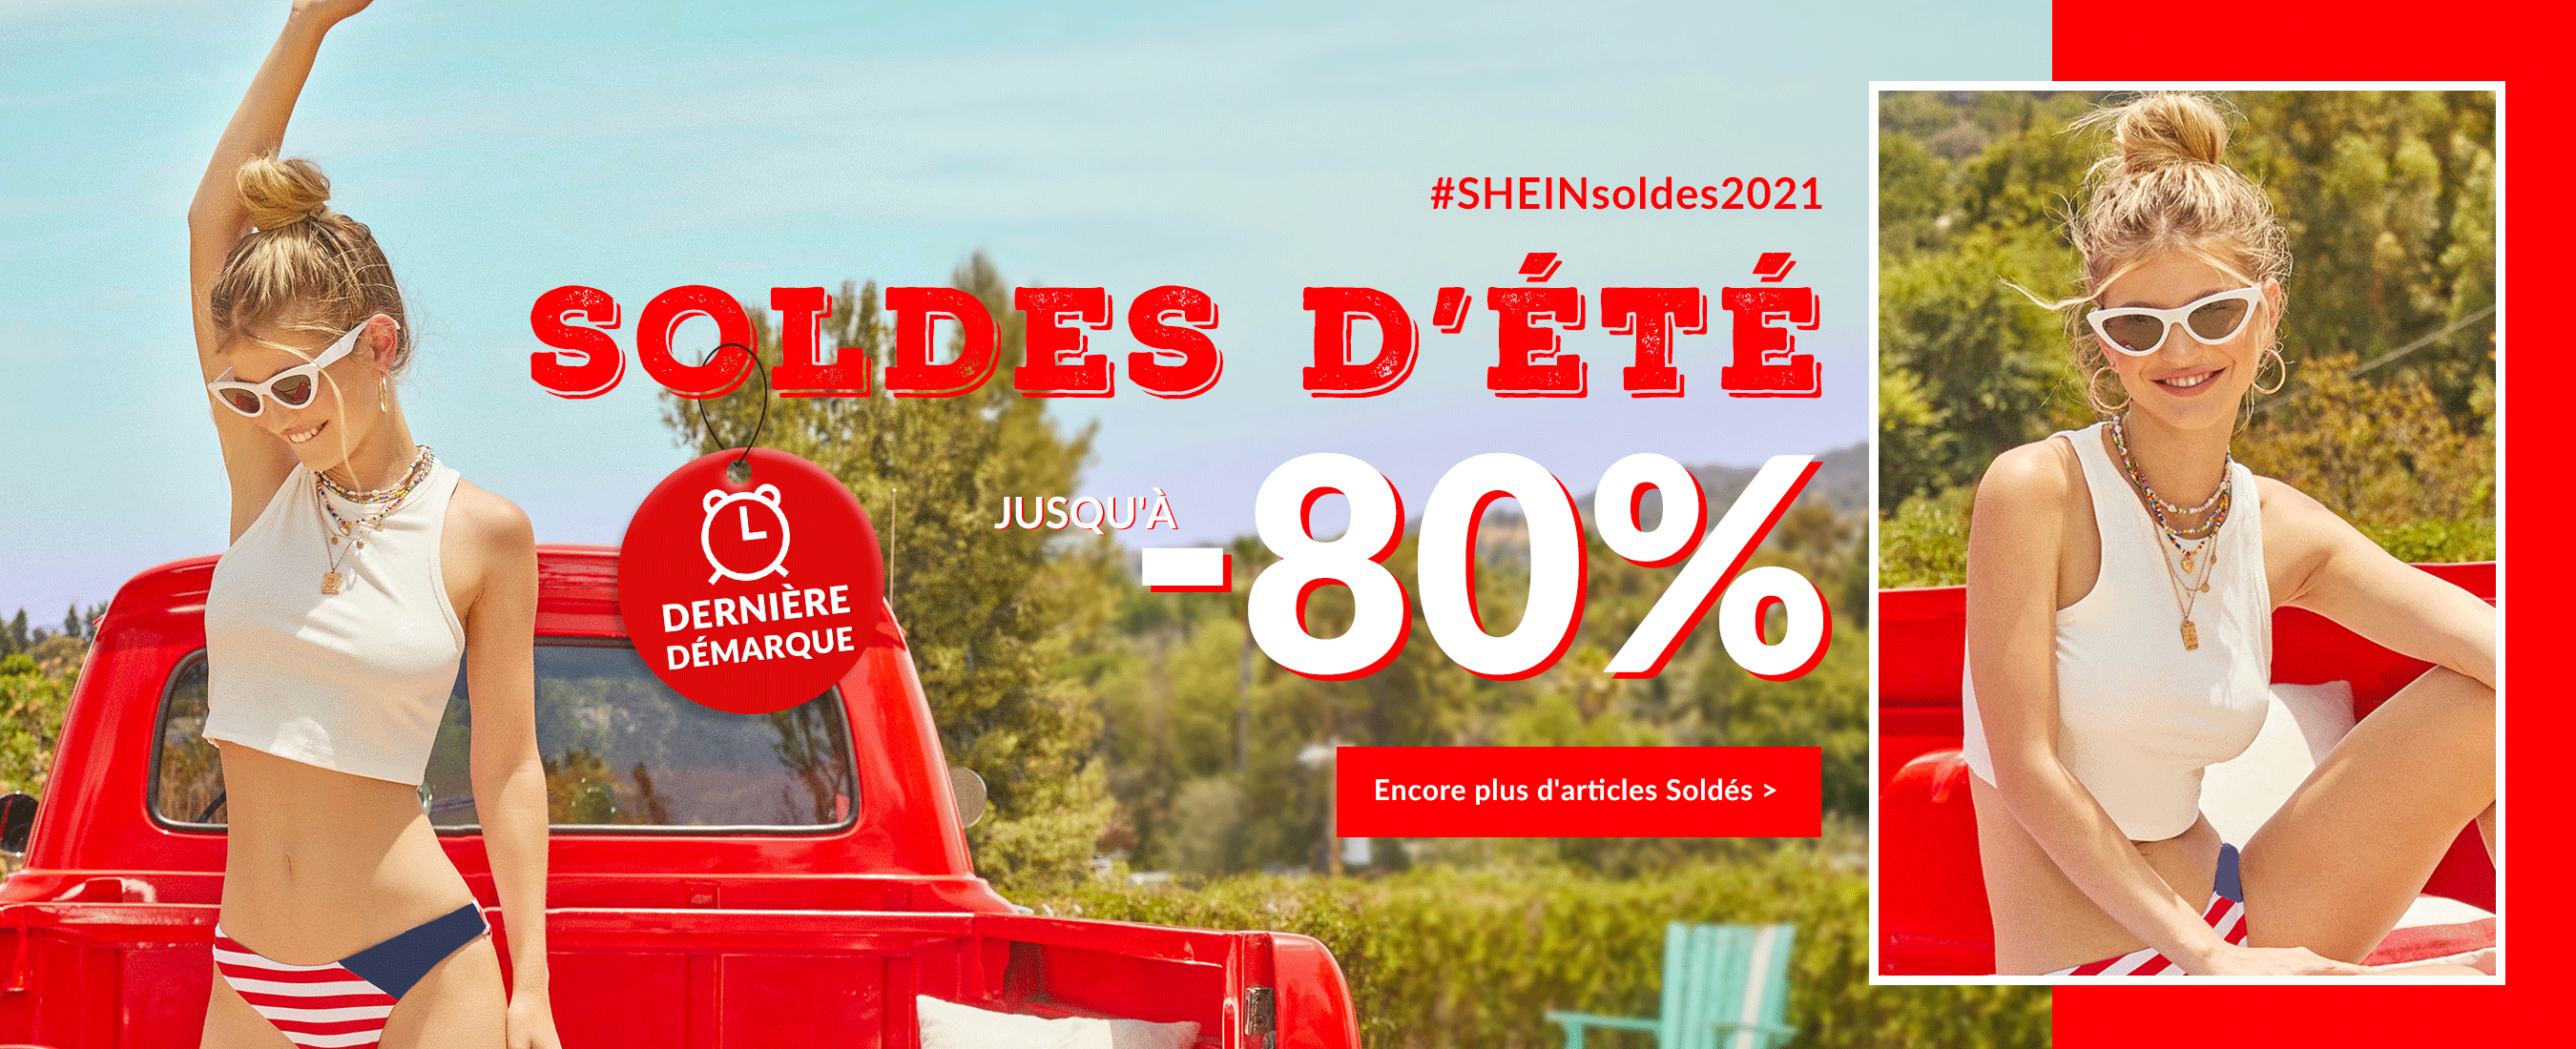 #SHEINsoldes2021
SOLDES D'ÉTÉ
JUSQU'À
-80%
DERNIÈRE
DÉMARQUE
Encore plus d'articles Soldés >